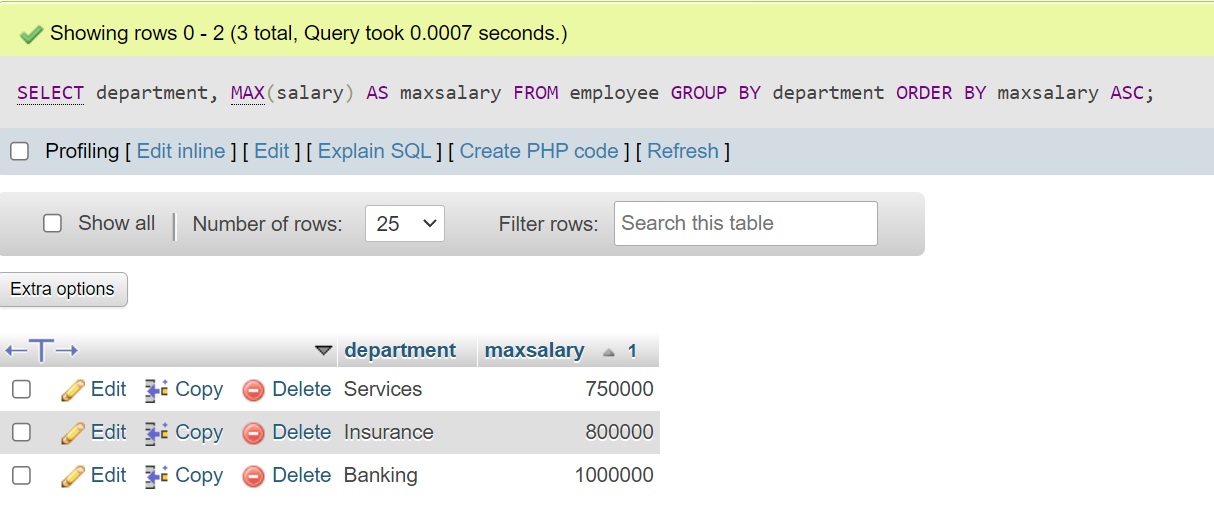 Showing rows 0 - 2 (3 total, Query took 0.0007 seconds.)
SELECT department, MAX(salary) AS maxsalary FROM employee GROUP BY department ORDER BY maxsalary ASC;
Profiling [ Edit inline ] [ Edit ] [ Explain SQL ] [ Create PHP code ] [ Refresh ]
Show all Number of rows: 25 Filter rows: Search this table
Extra options
department maxsalary 1
Edit Copy Delete Services 750000
Edit Copy Delete Insurance 800000
Edit Copy Delete Banking 1000000